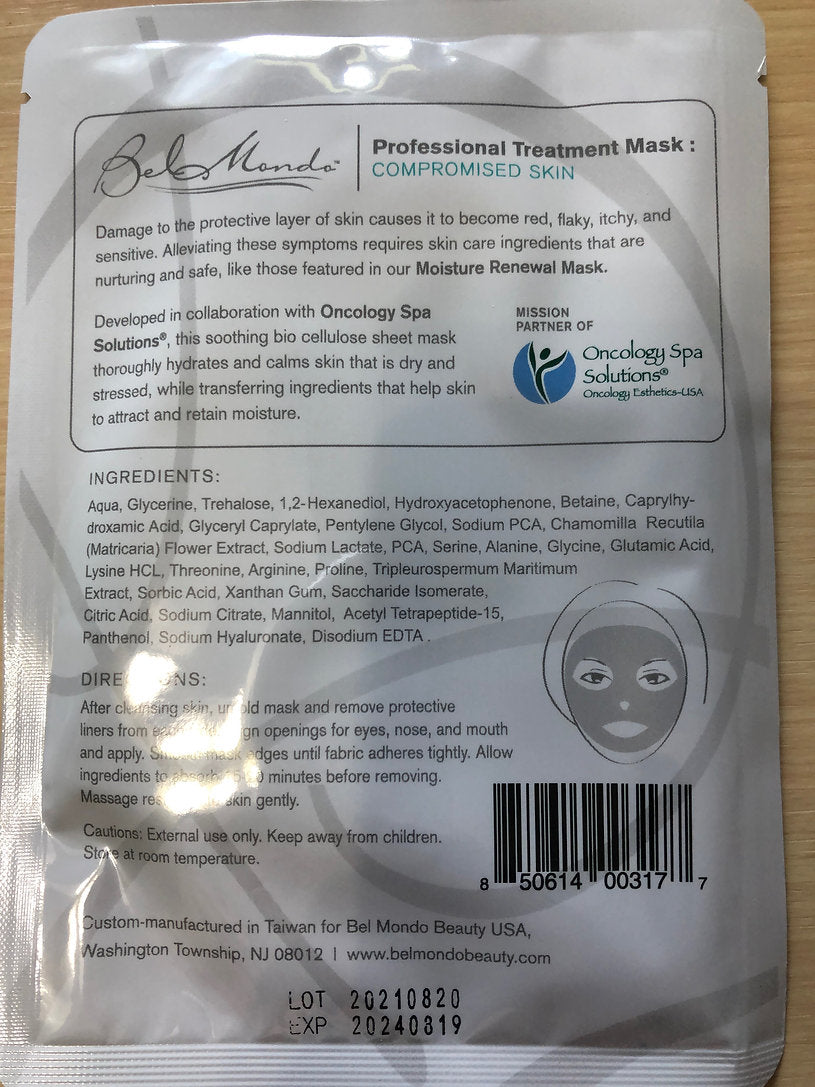 Bel Mondo™
Professional Treatment Mask :
COMPROMISED SKIN
Damage to the protective layer of skin causes it to become red, flaky, itchy, and
sensitive. Alleviating these symptoms requires skin care ingredients that are
nurturing and safe, like those featured in our Moisture Renewal Mask.
Developed in collaboration with Oncology Spa
Solutions®, this soothing bio cellulose sheet mask
thoroughly hydrates and calms skin that is dry and
stressed, while transferring ingredients that help skin
to attract and retain moisture.
MISSION
PARTNER OF
Oncology Spa
Solutions®
Oncology Esthetics-USA
INGREDIENTS:
Aqua, Glycerine, Trehalose, 1,2-Hexanediol, Hydroxyacetophenone, Betaine, Caprylhy-
droxamic Acid, Glyceryl Caprylate, Pentylene Glycol, Sodium PCA, Chamomilla Recutila
(Matricaria) Flower Extract, Sodium Lactate, PCA, Serine, Alanine, Glycine, Glutamic Acid,
Lysine HCL, Threonine, Arginine, Proline, Tripleurospermum Maritimum
Extract, Sorbic Acid, Xanthan Gum, Saccharide Isomerate,
Citric Acid, Sodium Citrate, Mannitol, Acetyl Tetrapeptide-15,
Panthenol, Sodium Hyaluronate, Disodium EDTA .
After cleansing skin, unfold mask and remove protective
liners from openings for eyes, nose, and mouth
and apply. mask edges until fabric adheres tightly. Allow
ingredients to absorb minutes before removing.
Massage skin gently.
Cautions: External use only. Keep away from children.
Store at room temperature.
8 50614 00317 7
Custom-manufactured in Taiwan for Bel Mondo Beauty USA,
Washington Township, NJ 08012 | www.belmondobeauty.com
LOT 20210820
EXP 20240819